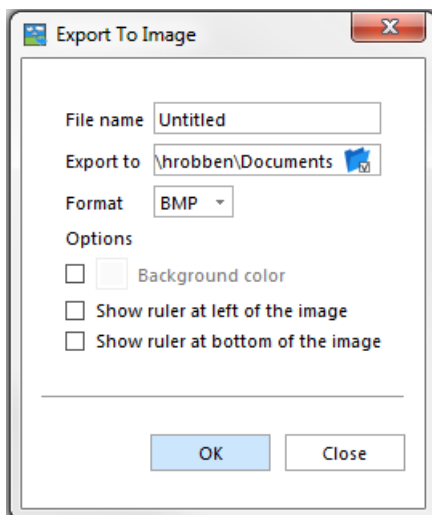 Export To Image
File name Untitled
Export to \hrobben\Documents
Format BMP
Options
Background color
Show ruler at left of the image
Show ruler at bottom of the image
OK Close